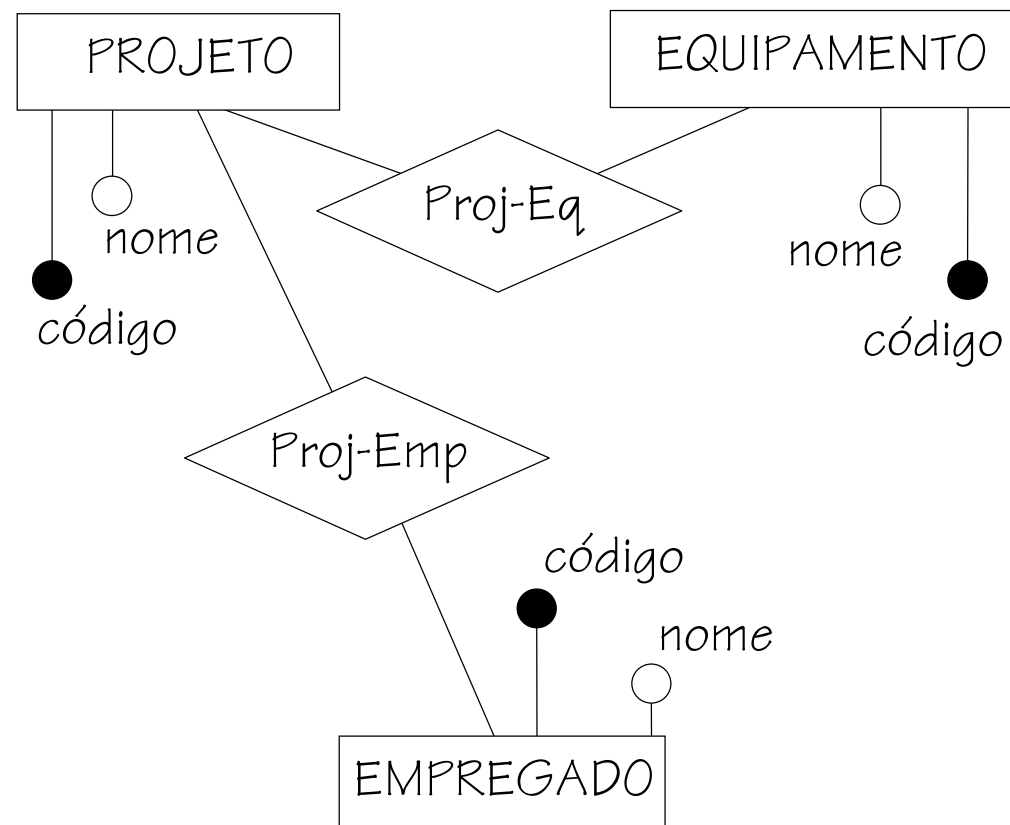 PROJETO
EQUIPAMENTO
Proj-Eq
nome
nome
código
código
Proj-Emp
código
nome
EMPREGADO